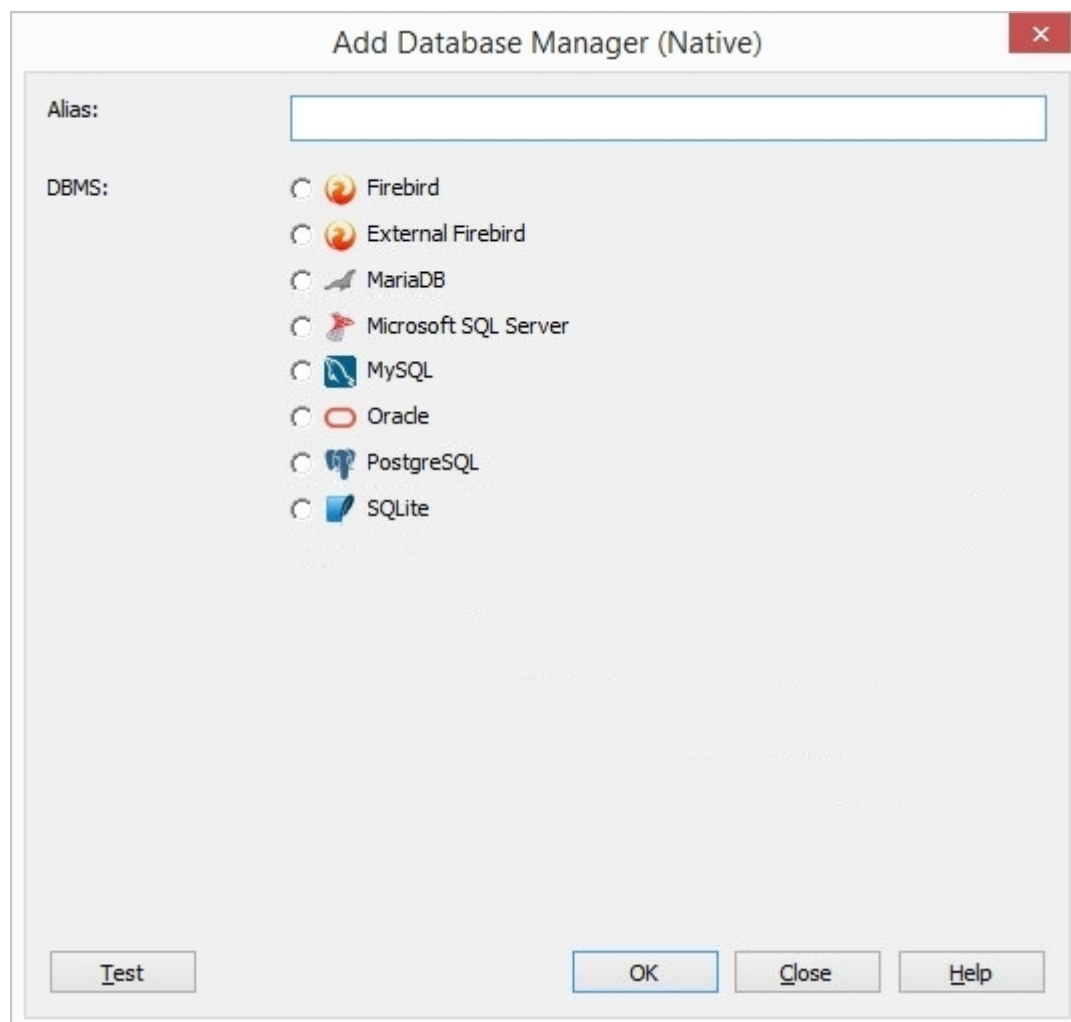 Add Database Manager (Native)
Alias:
DBMS:
Firebird
External Firebird
MariaDB
Microsoft SQL Server
MySQL
Oracle
PostgreSQL
SQLite
Test
OK
Close
Help